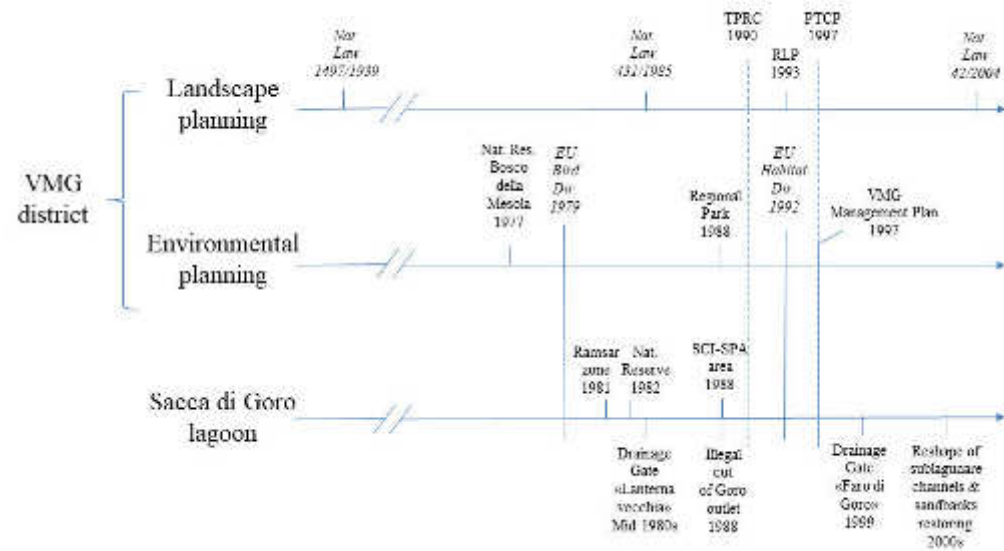 TPRC
1990
PTCP
1997
Nat
Law
1497/1939
Nat
Law
431/1985
RLP
1993
Nat
Law
42/2004
Landscape
planning
VMG
district
Nat. Res.
Bosco
della
Mesola
1977
EU
Bird
Dir
1979
Regional
Park
1988
EU
Habitat
Dir
1992
VMG
Management Plan
Environmental
planning
Ramsar
zone
1981
Nat.
Reserve
1982
SCI-SPA
area
1988
Sacca di Goro
lagoon
Drainage
Gate
«Lanterna
vecchia»
Mid 1980s
Illegal
cut
of Goro
outlet
1988
Drainage
Gate
«Faro di
Goro»
1999
Reshape of
sublagunare
channels &
sandbanks
restoring
2000s